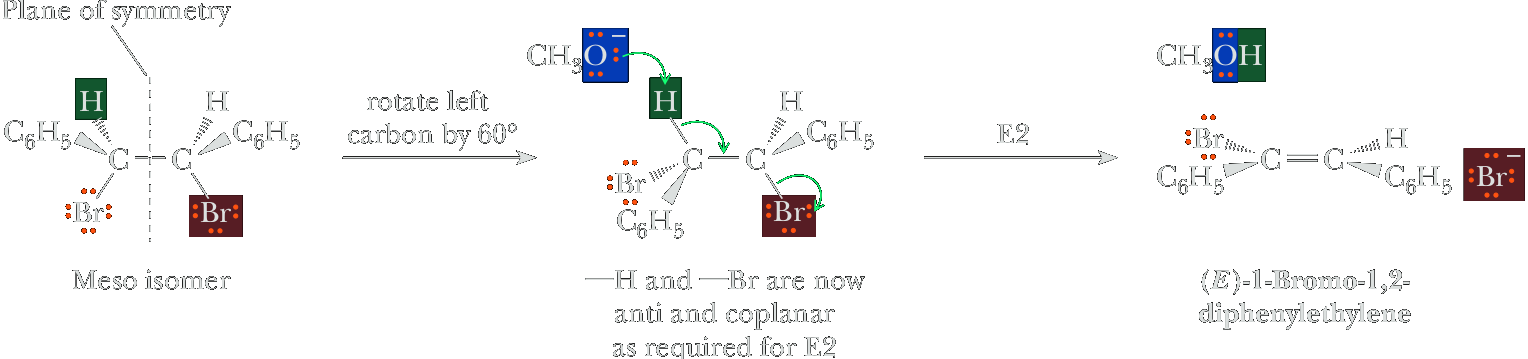 Plane of symmetry
H
H
C₆H₅
C₆H₅
C
C
Br
Br
Meso isomer
rotate left
carbon by 60°
CH₃O⁻
H
H
C₆H₅
C
C
Br
C₆H₅
Br
—H and —Br are now
anti and coplanar
as required for E2
E2
CH₃OH
Br
H
C
C
C₆H₅
C₆H₅
Br⁻
(E)-1-Bromo-1,2-
diphenylethylene